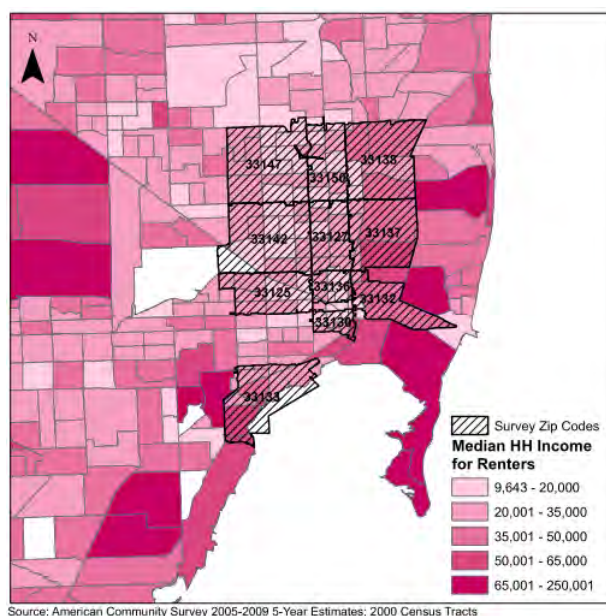 N
33147
33150
33138
33142
33127
33137
33125
33136
33132
33130
33133
Survey Zip Codes
Median HH Income
for Renters
9,643 - 20,000
20,001 - 35,000
35,001 - 50,000
50,001 - 65,000
65,001 - 250,001
Source: American Community Survey 2005-2009 5-Year Estimates; 2000 Census Tracts